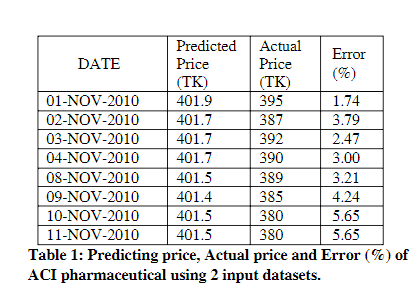 DATE Predicted Price (TK) Actual Price (TK) Error (%)
01-NOV-2010 401.9 395 1.74
02-NOV-2010 401.7 387 3.79
03-NOV-2010 401.7 392 2.47
04-NOV-2010 401.7 390 3.00
08-NOV-2010 401.5 389 3.21
09-NOV-2010 401.4 385 4.24
10-NOV-2010 401.5 380 5.65
11-NOV-2010 401.5 380 5.65
Table 1: Predicting price, Actual price and Error (%) of
ACI pharmaceutical using 2 input datasets.